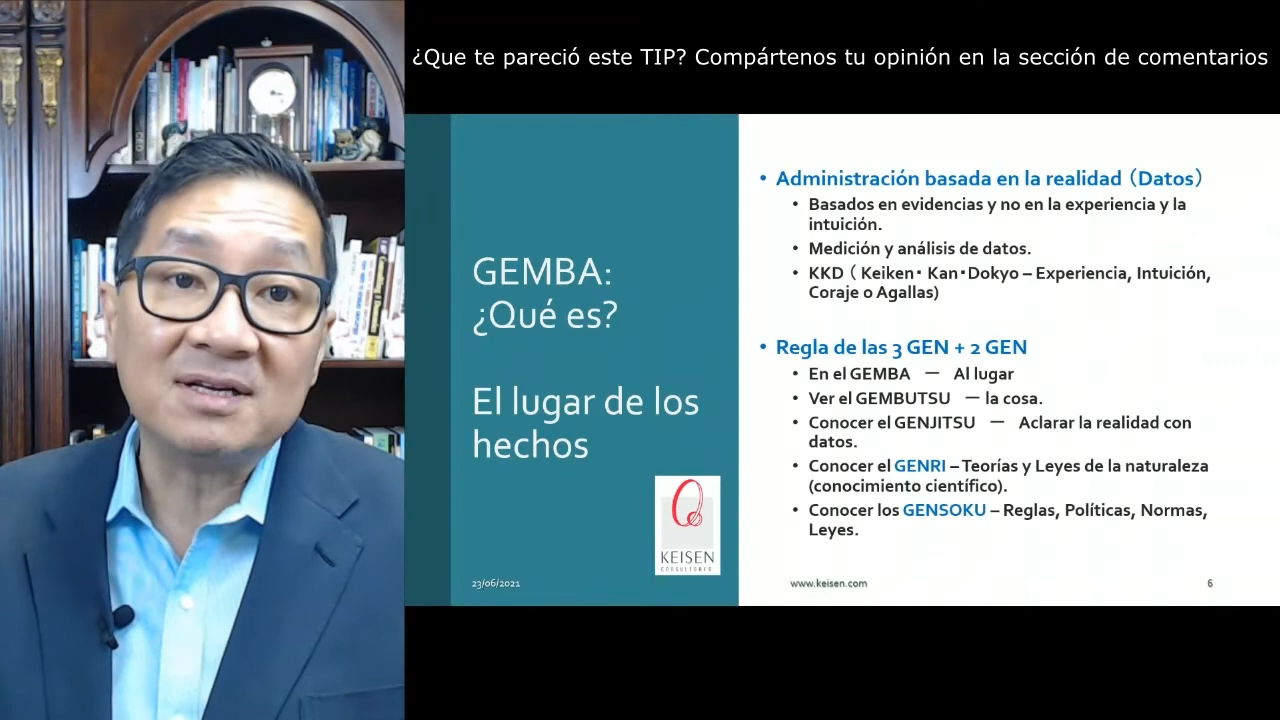 ¿Que te pareció este TIP? Compártenos tu opinión en la sección de comentarios
GEMBA:
¿Qué es?
El lugar de los
hechos
KEISEN
CONSULTORES
23/06/2021
• Administración basada en la realidad (Datos)
• Basados en evidencias y no en la experiencia y la
intuición.
• Medición y análisis de datos.
• KKD ( Keiken・ Kan・Dokyo – Experiencia, Intuición,
Coraje o Agallas)
• Regla de las 3 GEN + 2 GEN
• En el GEMBA — Al lugar
• Ver el GEMBUTSU — la cosa.
• Conocer el GENJITSU — Aclarar la realidad con
datos.
• Conocer el GENRI – Teorías y Leyes de la naturaleza
(conocimiento científico).
• Conocer los GENSOKU – Reglas, Políticas, Normas,
Leyes.
www.keisen.com
6